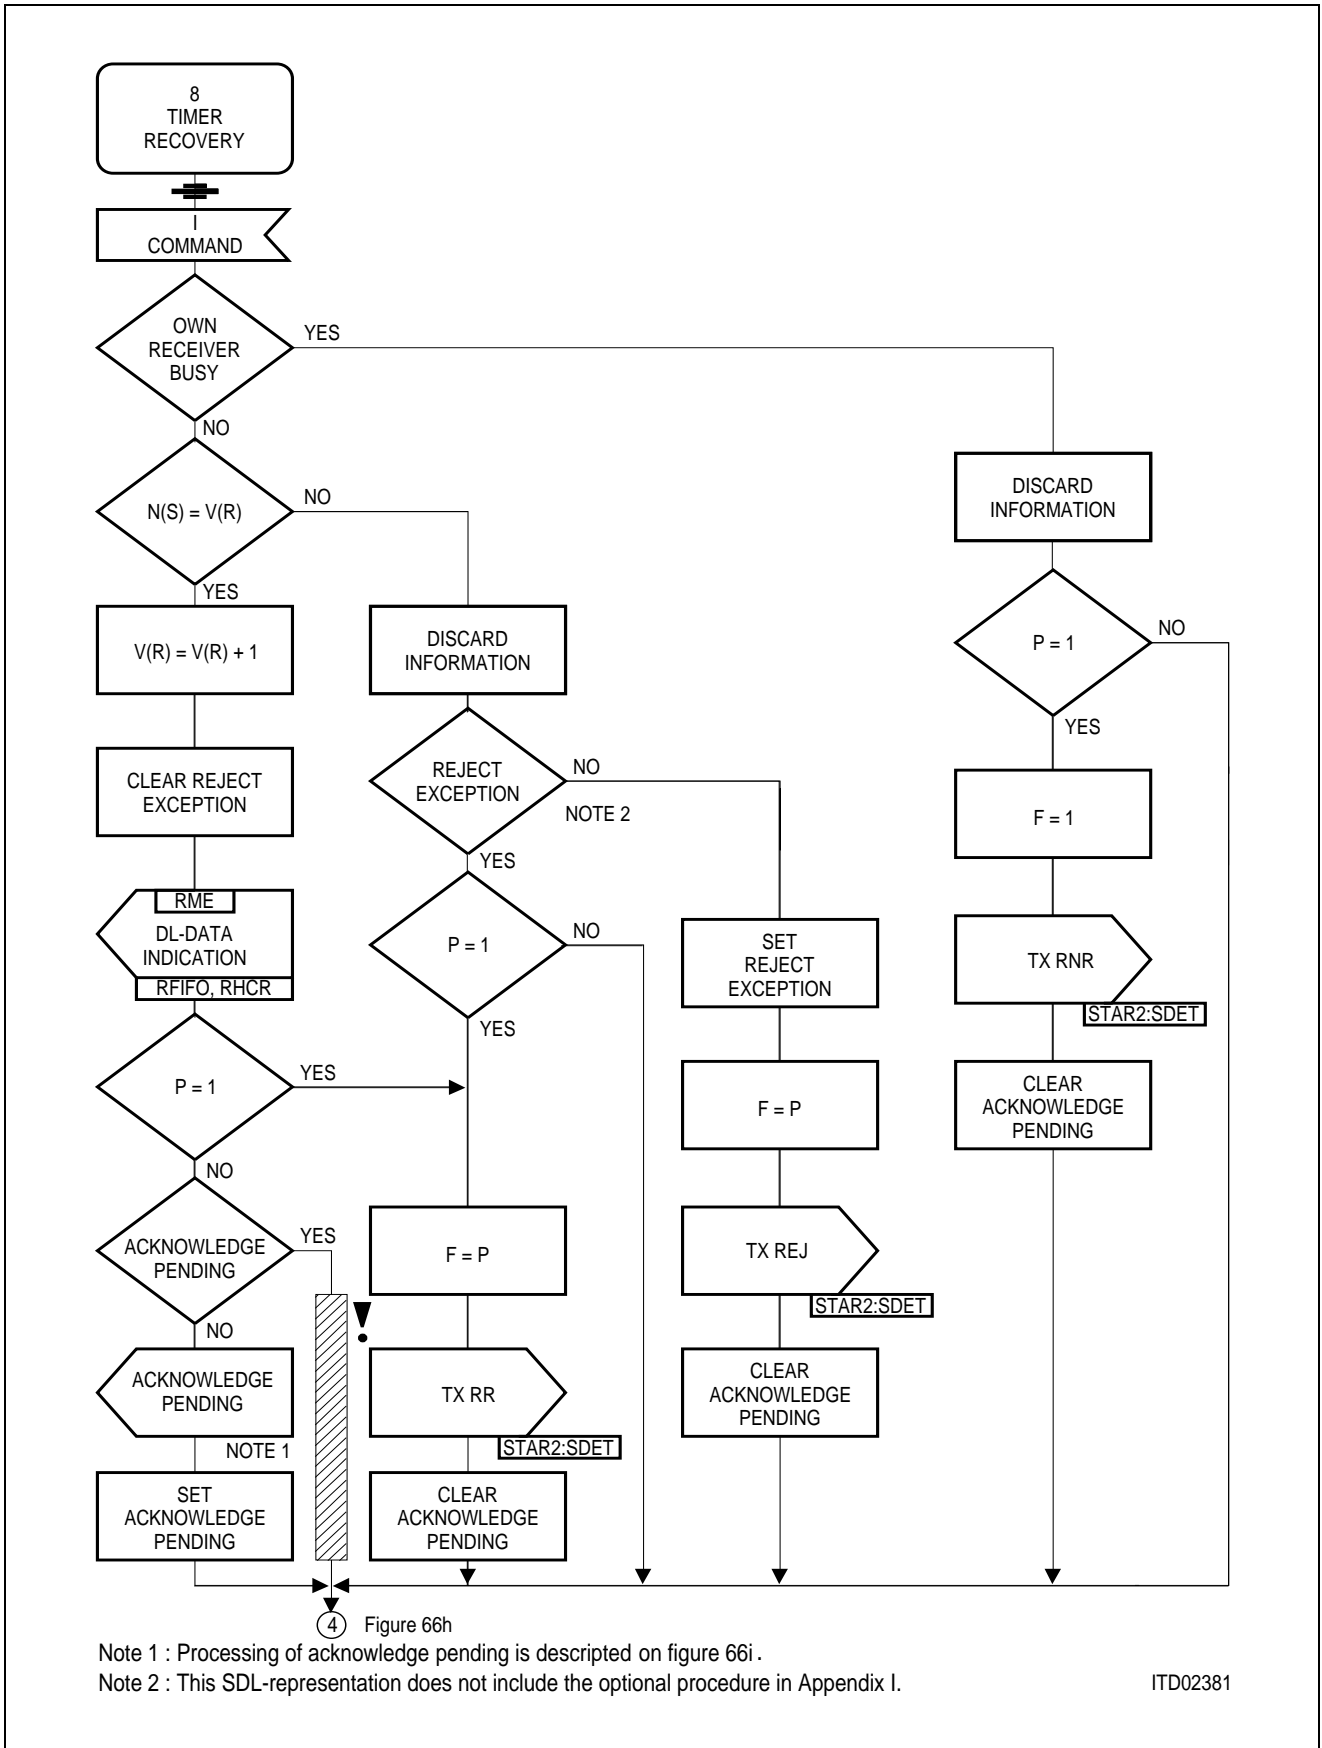 8
TIMER
RECOVERY
I
COMMAND
OWN
RECEIVER
BUSY
YES
NO
N(S) = V(R)
NO
YES
DISCARD
INFORMATION
P = 1
NO
YES
F = 1
TX RNR
STAR2:SDET
CLEAR
ACKNOWLEDGE
PENDING
V(R) = V(R) + 1
CLEAR REJECT
EXCEPTION
RME
DL-DATA
INDICATION
RFIFO, RHCR
P = 1
YES
NO
ACKNOWLEDGE
PENDING
YES
NO
ACKNOWLEDGE
PENDING
NOTE 1
SET
ACKNOWLEDGE
PENDING
DISCARD
INFORMATION
REJECT
EXCEPTION
NO
NOTE 2
YES
P = 1
NO
YES
F = P
!
TX RR
STAR2:SDET
CLEAR
ACKNOWLEDGE
PENDING
SET
REJECT
EXCEPTION
F = P
TX REJ
STAR2:SDET
CLEAR
ACKNOWLEDGE
PENDING
4 Figure 66h
Note 1 : Processing of acknowledge pending is descripted on figure 66i .
Note 2 : This SDL-representation does not include the optional procedure in Appendix I.
ITD02381